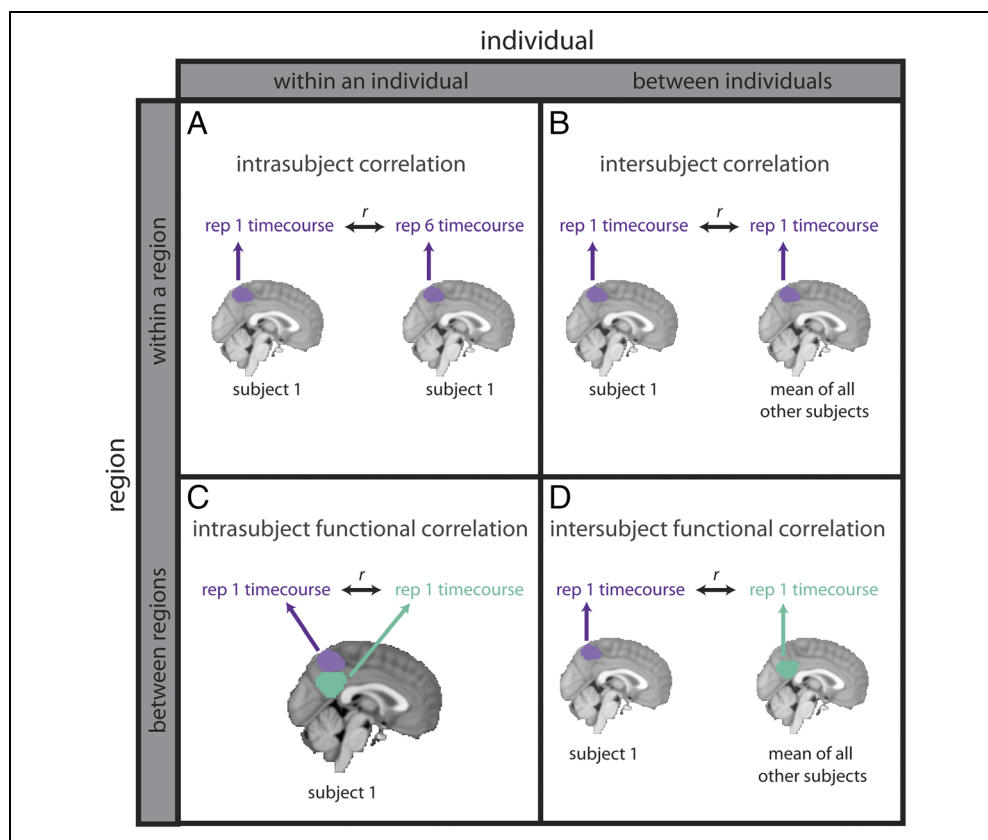 individual
within an individual
between individuals
region
within a region
between regions
A
intrasubject correlation
rep 1 timecourse
r
rep 6 timecourse
subject 1
subject 1
B
intersubject correlation
rep 1 timecourse
r
rep 1 timecourse
subject 1
mean of all
other subjects
C
intrasubject functional correlation
rep 1 timecourse
r
rep 1 timecourse
subject 1
D
intersubject functional correlation
rep 1 timecourse
r
rep 1 timecourse
subject 1
mean of all
other subjects